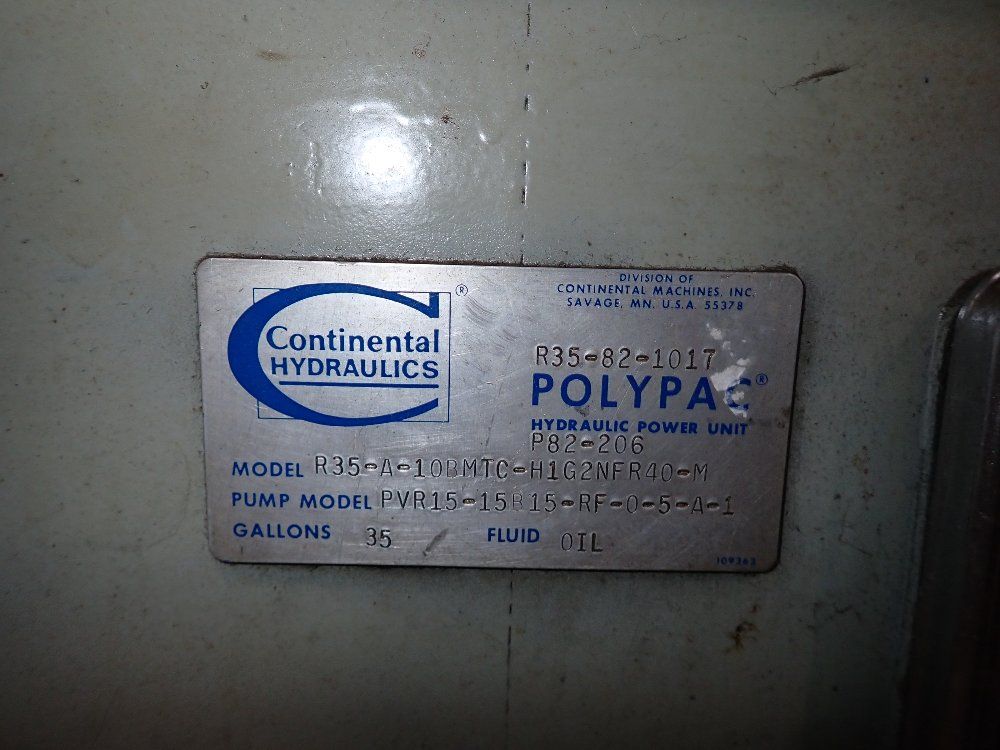 Continental®
HYDRAULICS
DIVISION OF
CONTINENTAL MACHINES, INC.
SAVAGE, MN. U.S.A. 55378
R35-82-1017
POLYPAC®
HYDRAULIC POWER UNIT
P82-206
MODEL R35-A-10BMTC-H1G2NFR40-M
PUMP MODEL PVR15-15B15-RF-0-5-A-1
GALLONS 35 FLUID OIL
109363